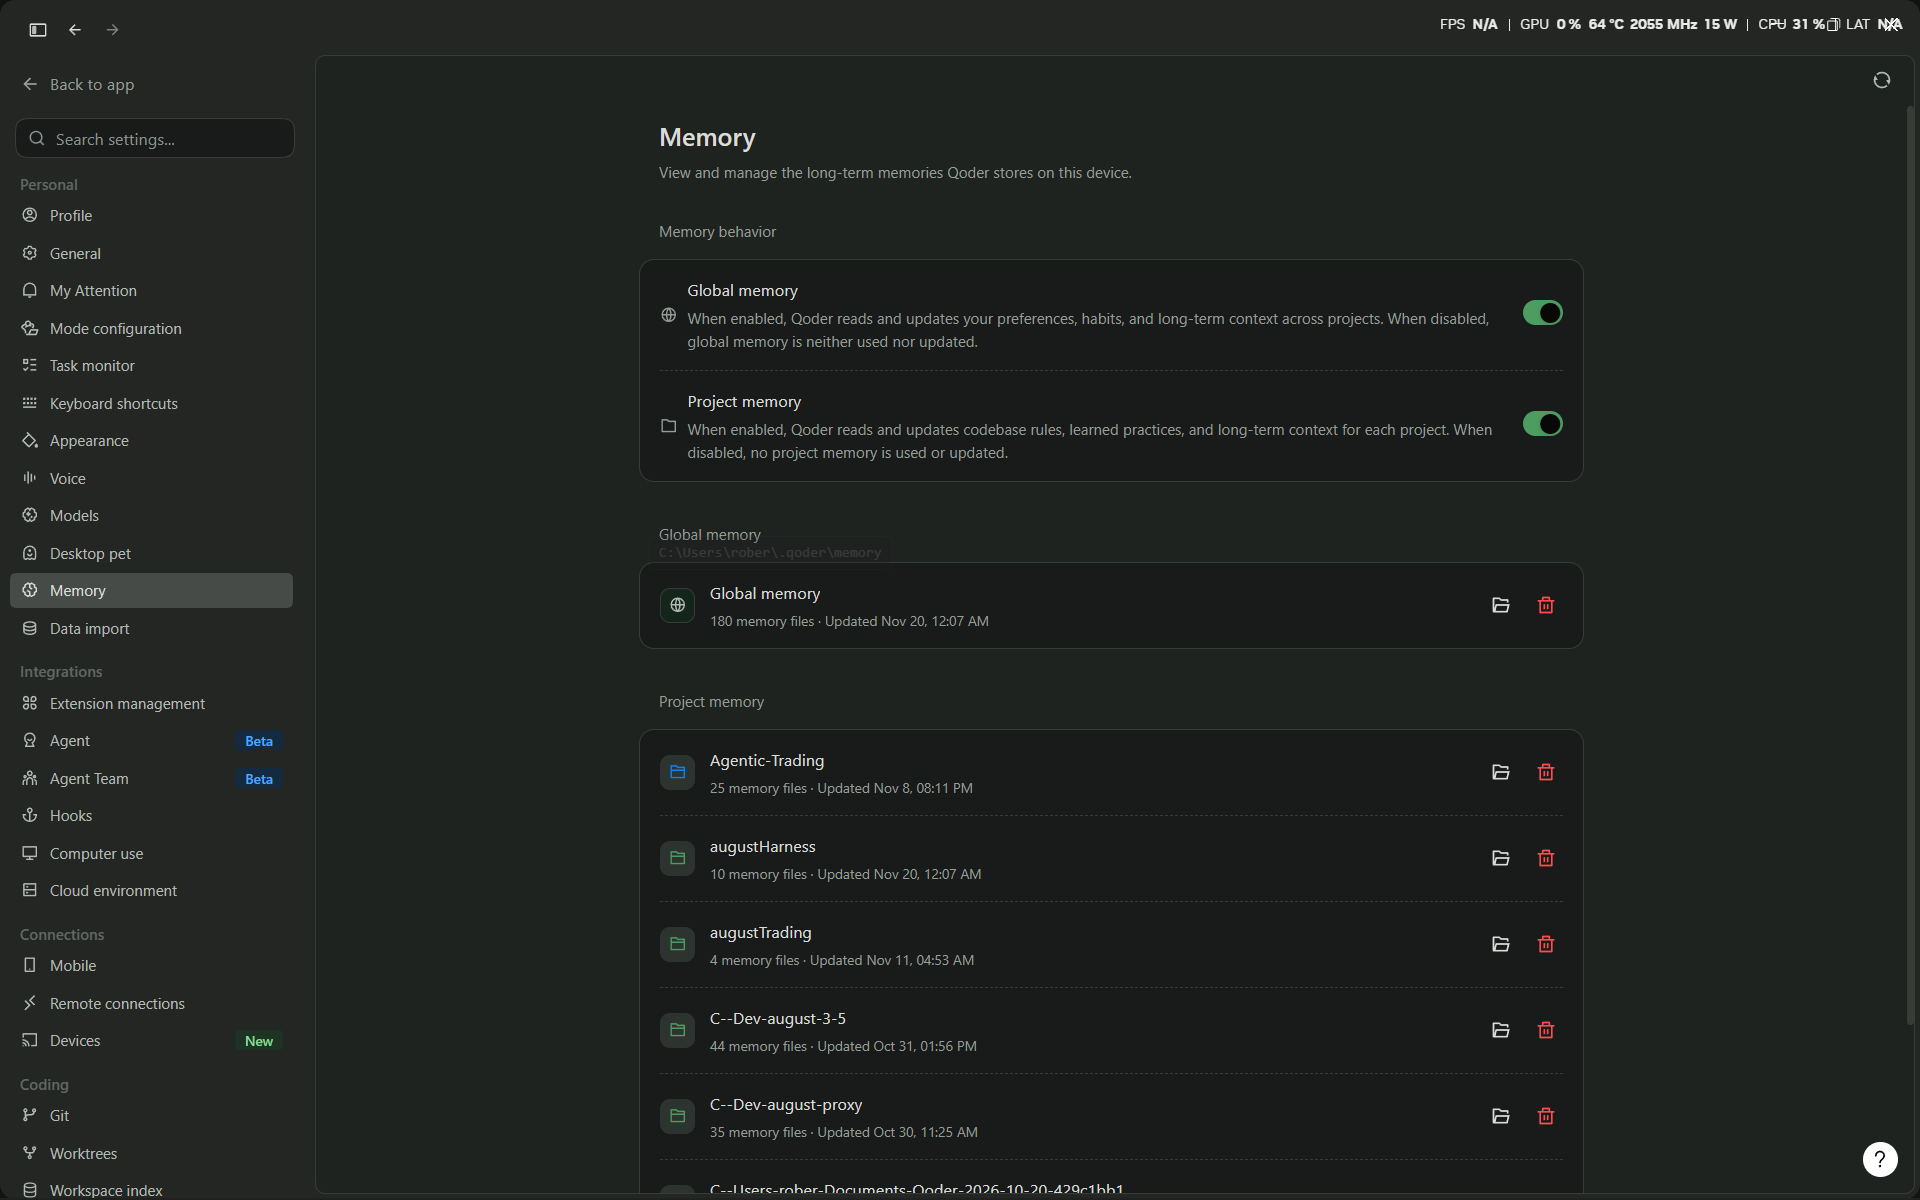 FPS N/A | GPU 0 % 64 °C 2055 MHz 15 W | CPU 31 % LAT N/A
Back to app
Search settings...
Personal
Profile
General
My Attention
Mode configuration
Task monitor
Keyboard shortcuts
Appearance
Voice
Models
Desktop pet
Memory
Data import
Integrations
Extension management
Agent Beta
Agent Team Beta
Hooks
Computer use
Cloud environment
Connections
Mobile
Remote connections
Devices New
Coding
Git
Worktrees
Workspace index
Memory
View and manage the long-term memories Qoder stores on this device.
Memory behavior
Global memory
When enabled, Qoder reads and updates your preferences, habits, and long-term context across projects. When disabled,
global memory is neither used nor updated.
Project memory
When enabled, Qoder reads and updates codebase rules, learned practices, and long-term context for each project. When
disabled, no project memory is used or updated.
Global memory
C:\Users\rober\.qoder\memory
Global memory
180 memory files · Updated Nov 20, 12:07 AM
Project memory
Agentic-Trading
25 memory files · Updated Nov 8, 08:11 PM
augustHarness
10 memory files · Updated Nov 20, 12:07 AM
augustTrading
4 memory files · Updated Nov 11, 04:53 AM
C--Dev-august-3-5
44 memory files · Updated Oct 31, 01:56 PM
C--Dev-august-proxy
35 memory files · Updated Oct 30, 11:25 AM
C--Users-rober-Documents-Qoder-2026-10-20-429c1bb1
?